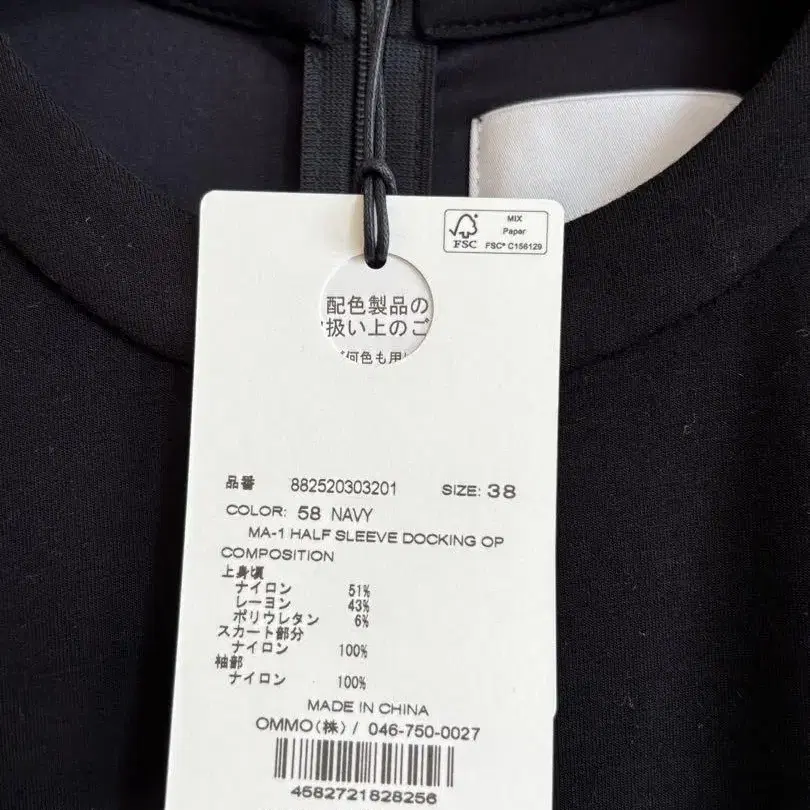 MIX
Paper
FSC® C156129
FSC
配色製品の
扱い上のご
何色も用
品番 882520303201 SIZE: 38
COLOR: 58 NAVY
MA-1 HALF SLEEVE DOCKING OP
COMPOSITION
上身頃
ナイロン 51%
レーヨン 43%
ポリウレタン 6%
スカート部分
ナイロン 100%
袖部
ナイロン 100%
MADE IN CHINA
OMMO(株)/ 046-750-0027
4582721828256